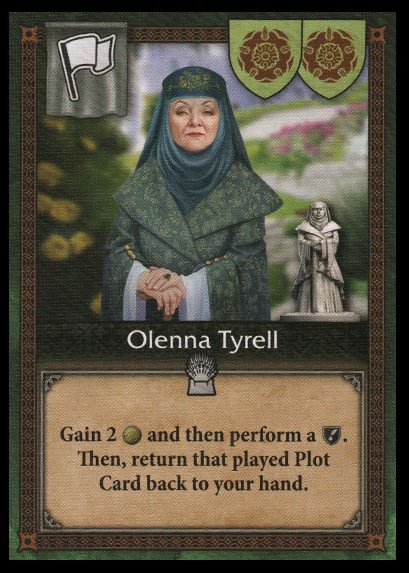 Olenna Tyrell
Gain 2 and then perform a .
Then, return that played Plot
Card back to your hand.